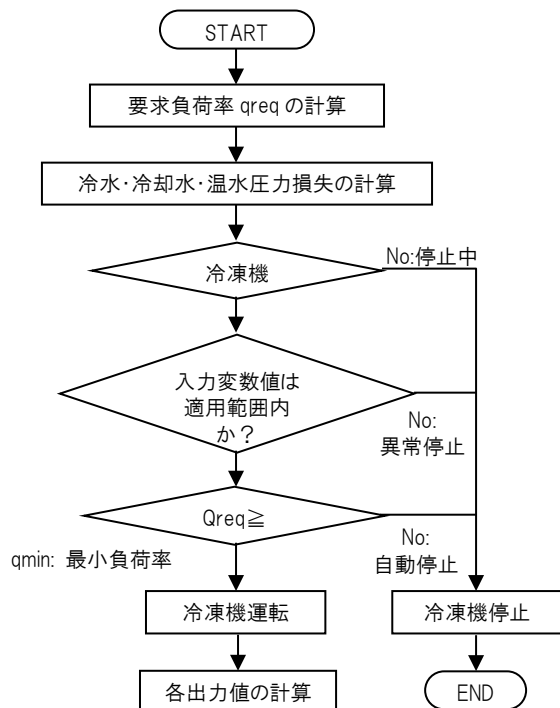 START
要求負荷率 qreq の計算
冷水・冷却水・温水圧力損失の計算
冷凍機
No:停止中
入力変数値は
適用範囲内
か？
No:
異常停止
Qreq≧
qmin: 最小負荷率
No:
自動停止
冷凍機運転
冷凍機停止
各出力値の計算
END